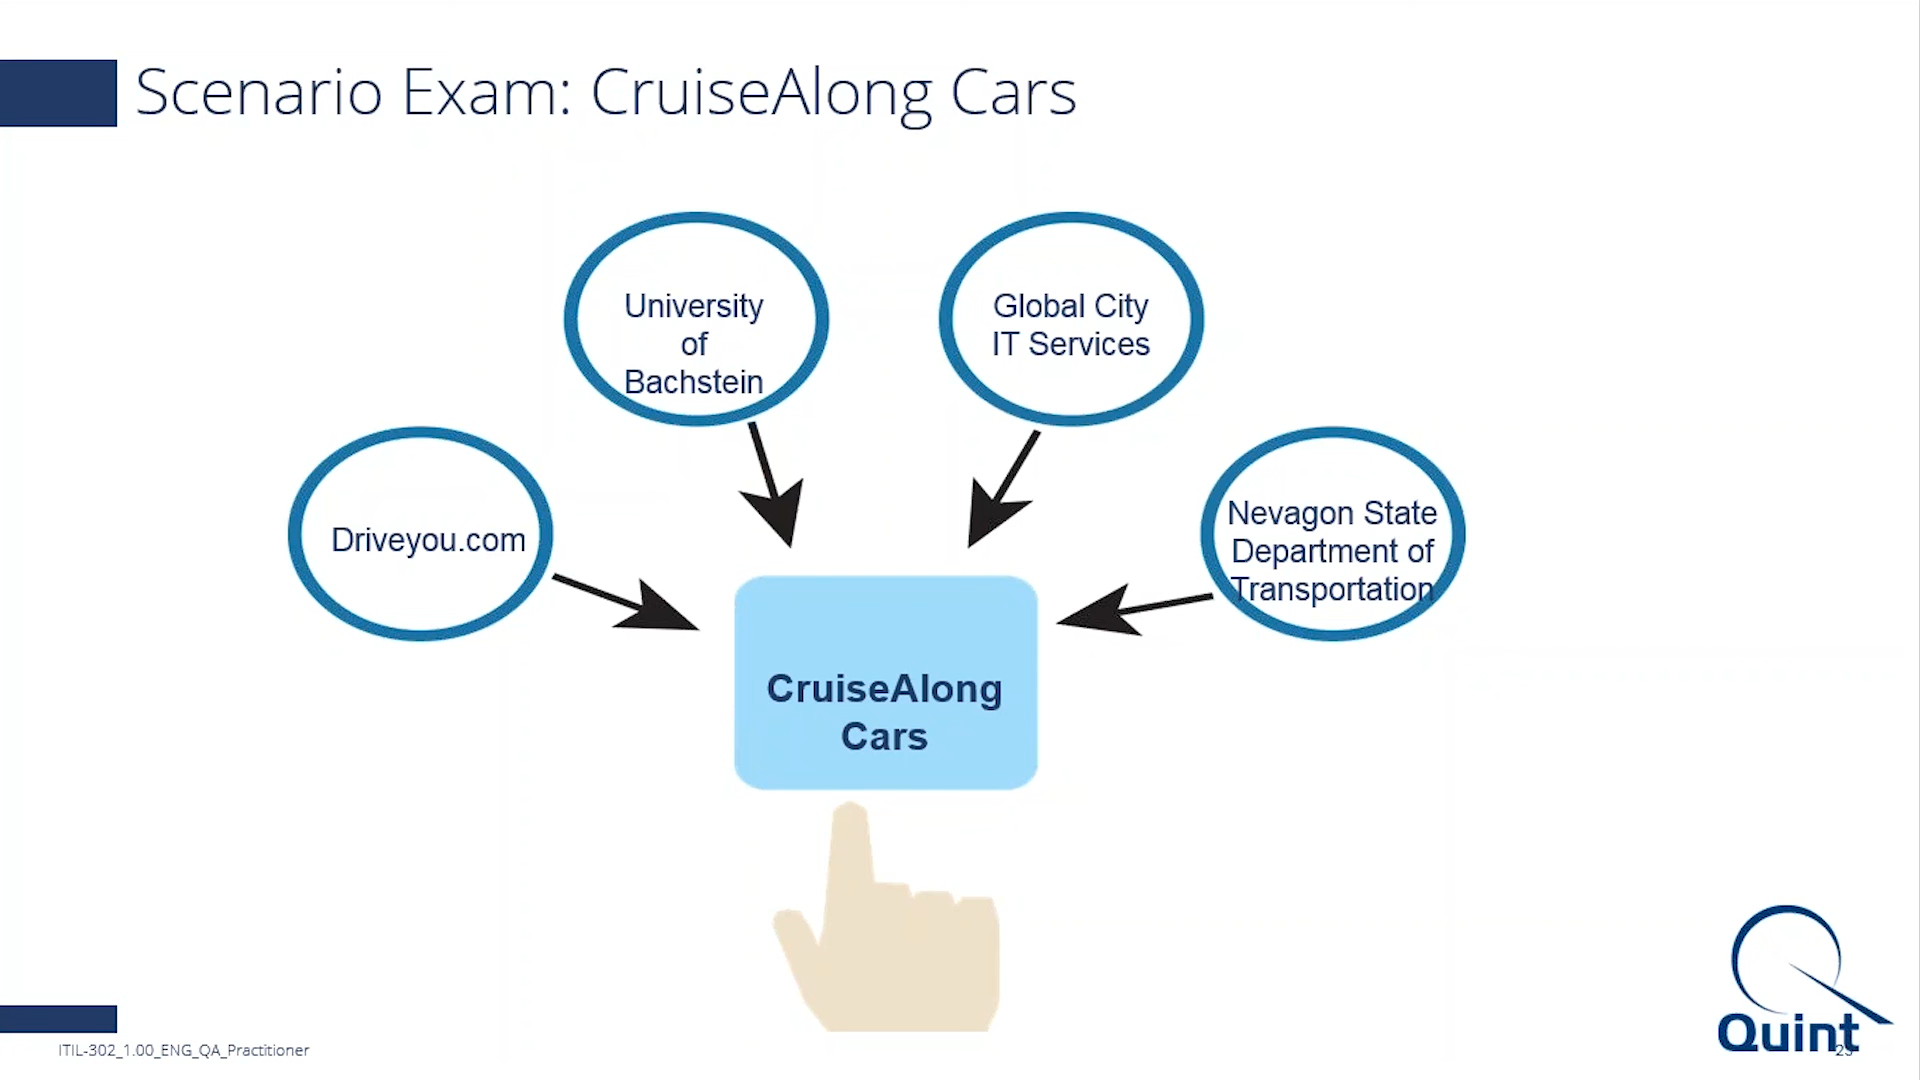 Scenario Exam: CruiseAlong Cars
University
of
Bachstein
Global City
IT Services
Driveyou.com
Nevagon State
Department of
Transportation
CruiseAlong
Cars
Quint
ITIL-302_1.00_ENG_QA_Practitioner